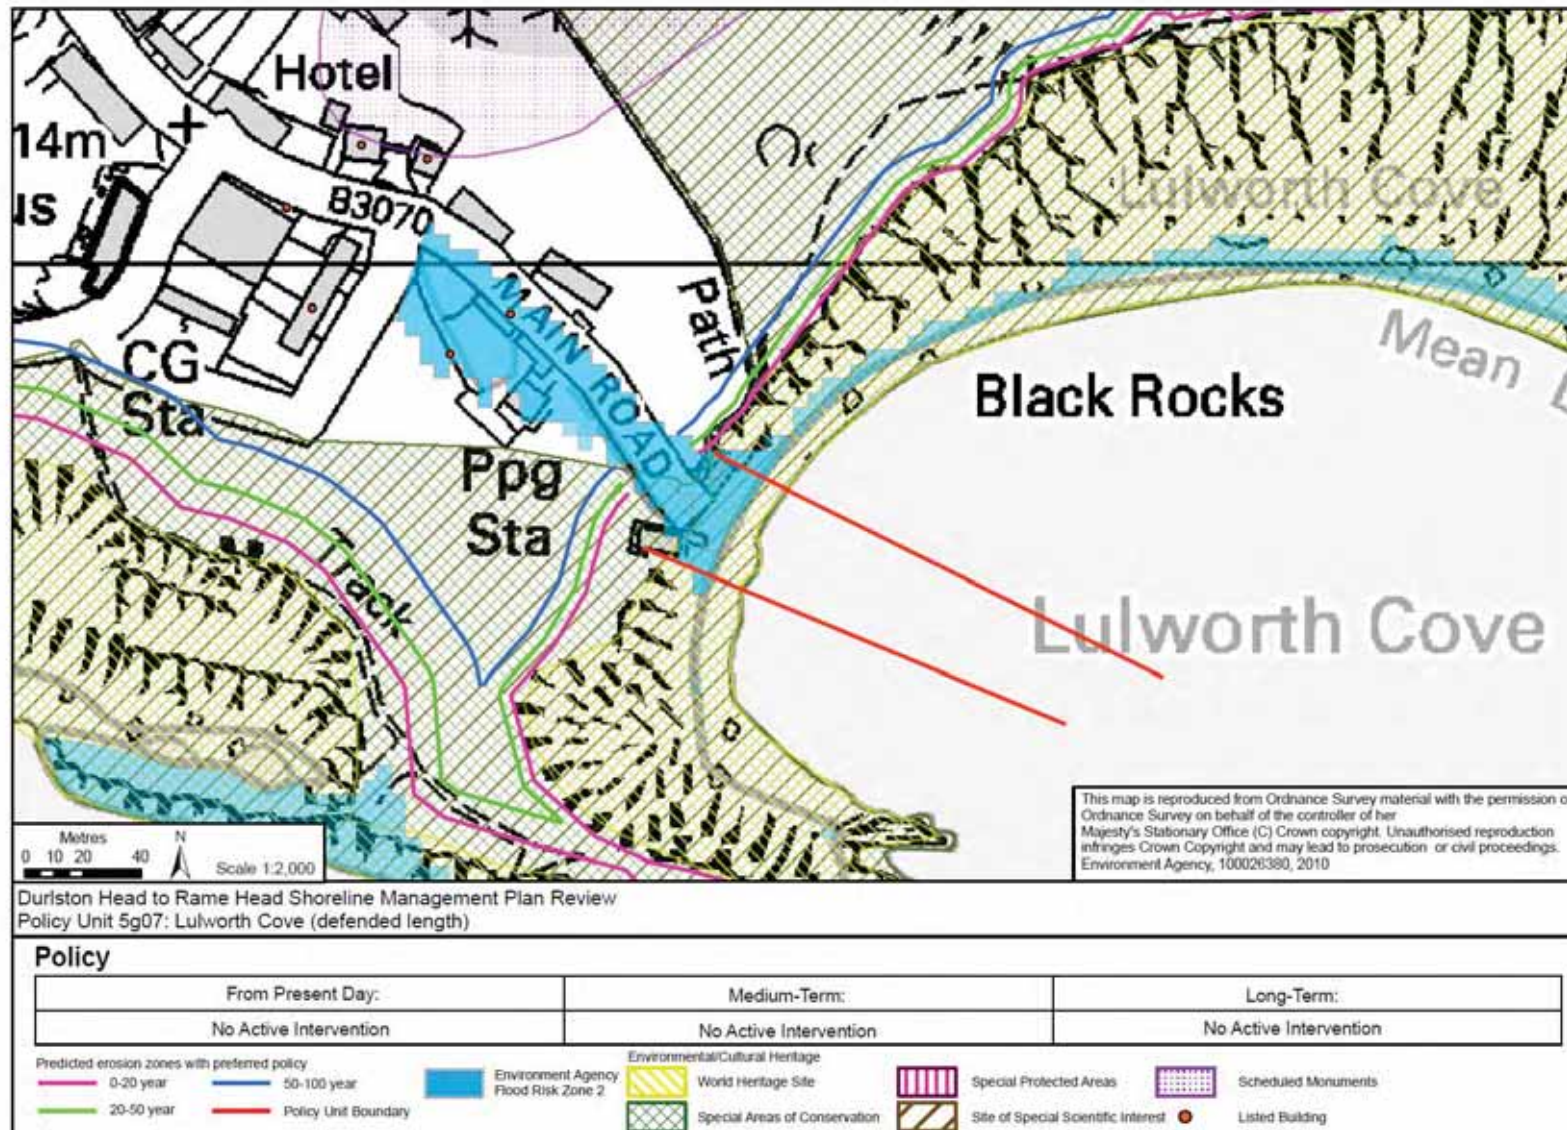 Hotel
14m
us
B3070
Lulworth Cove
MAIN ROAD
Path
CG
Sta
Mean
Black Rocks
Ppg
Sta
Track
Lulworth Cove
Metres
N
0 10 20 40
Scale 1:2,000
This map is reproduced from Ordnance Survey material with the permission o
Ordnance Survey on behalf of the controller of her
Majesty's Stationary Office (C) Crown copyright. Unauthorised reproduction
infringes Crown Copyright and may lead to prosecution or civil proceedings.
Environment Agency, 100026380, 2010
Durlston Head to Rame Head Shoreline Management Plan Review
Policy Unit 5g07: Lulworth Cove (defended length)
Policy
From Present Day: Medium-Term: Long-Term:
No Active Intervention No Active Intervention No Active Intervention
Predicted erosion zones with preferred policy
0-20 year
50-100 year
20-50 year
Policy Unit Boundary
Environment Agency
Flood Risk Zone 2
Environmental/Cultural Heritage
World Heritage Site
Special Protected Areas
Scheduled Monuments
Special Areas of Conservation
Site of Special Scientific Interest
Listed Building